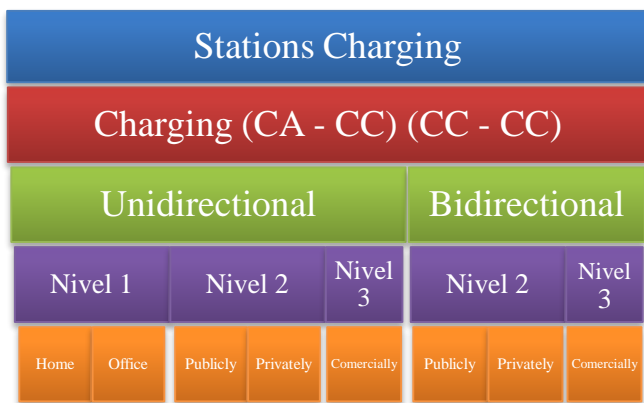 Stations Charging
Charging (CA - CC) (CC - CC)
Unidirectional
Bidirectional
Nivel 1
Nivel 2
Nivel
3
Nivel 2
Nivel
3
Home
Office
Publicly
Privately
Comercially
Publicly
Privately
Comercially